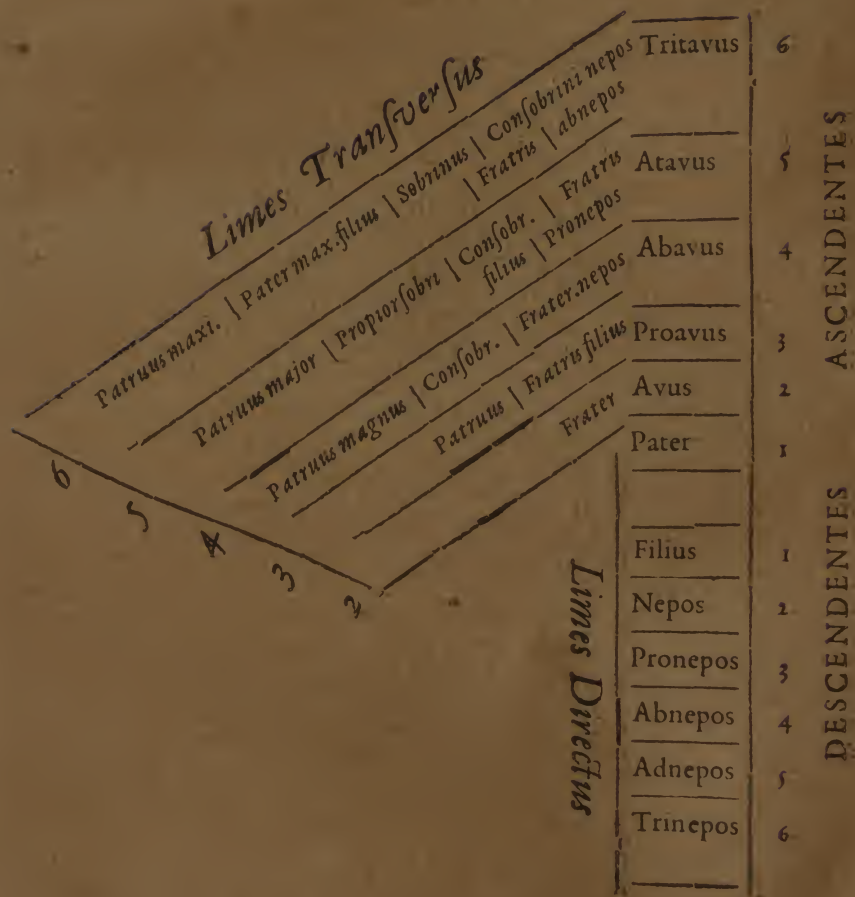 Limes Tranſverſus
Patruus maxi. | Pater max. filius | Sobrinus | Conſobrini nepos
| Fratris | abnepos
Patruus major | Propior ſobri | Conſobr. | Fratris
filius | Pronepos
Patruus magnus | Conſobr. | Frater. nepos
Patruus | Fratris filius
Frater
6
5
4
3
2
Tritavus 6
Atavus 5
Abavus 4
Proavus 3
Avus 2
Pater 1
ASCENDENTES
Limes Directus
Filius 1
Nepos 2
Pronepos 3
Abnepos 4
Adnepos 5
Trinepos 6
DESCENDENTES